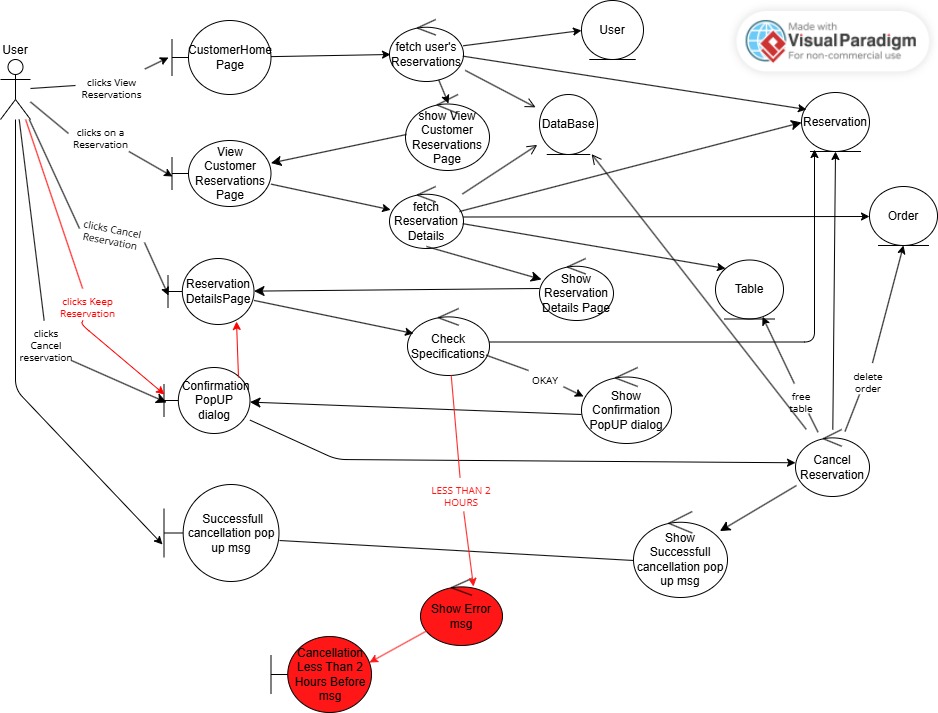 User
CustomerHome
Page
fetch user's
Reservations
User
Made with
VisualParadigm
For non-commercial use
clicks View
Reservations
show View
Customer
Reservations
Page
DataBase
Reservation
clicks on a
Reservation
View
Customer
Reservations
Page
fetch
Reservation
Details
Order
clicks Cancel
Reservation
Reservation
DetailsPage
Show
Reservation
Details Page
Table
clicks Keep
Reservation
clicks
Cancel
reservation
Check
Specifications
OKAY
Confirmation
PopUP
dialog
Show
Confirmation
PopUP dialog
free
table
delete
order
Cancel
Reservation
LESS THAN 2
HOURS
Successfull
cancellation pop
up msg
Show
Successfull
cancellation pop
up msg
Show Error
msg
Cancellation
Less Than 2
Hours Before
msg